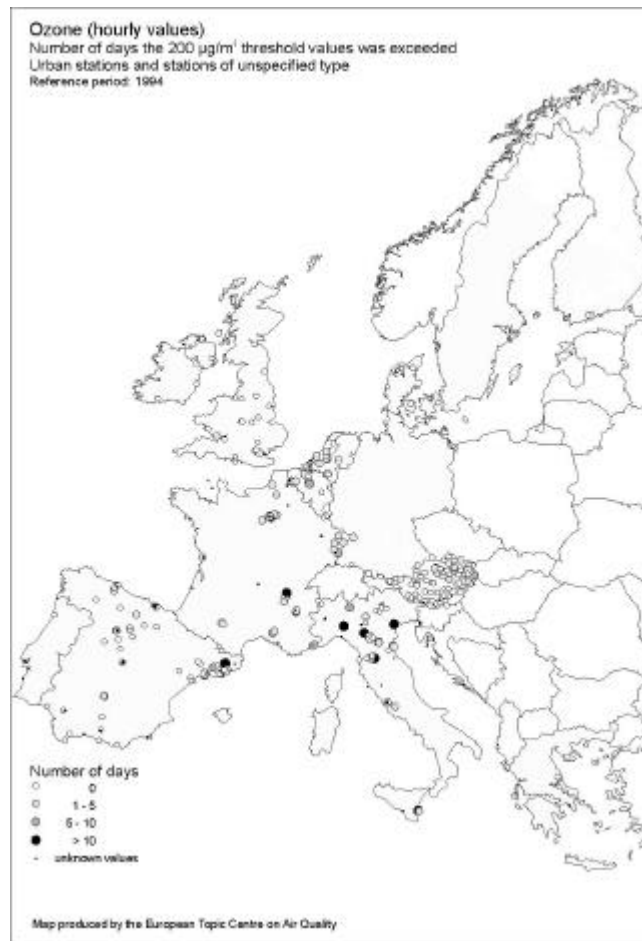 Ozone (hourly values)
Number of days the 200 µg/m³ threshold values was exceeded
Urban stations and stations of unspecified type
Reference period: 1994
Number of days
0
1 - 5
6 - 10
> 10
unknown values
Map produced by the European Topic Centre on Air Quality